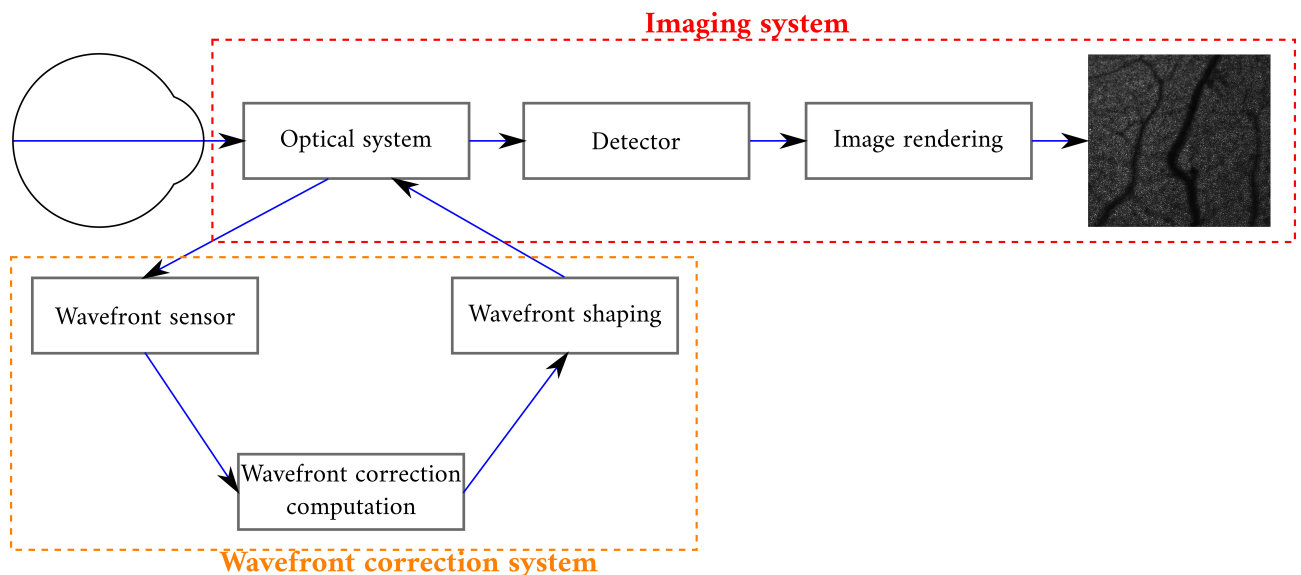 Imaging system
Optical system
Detector
Image rendering
Wavefront sensor
Wavefront shaping
Wavefront correction
computation
Wavefront correction system